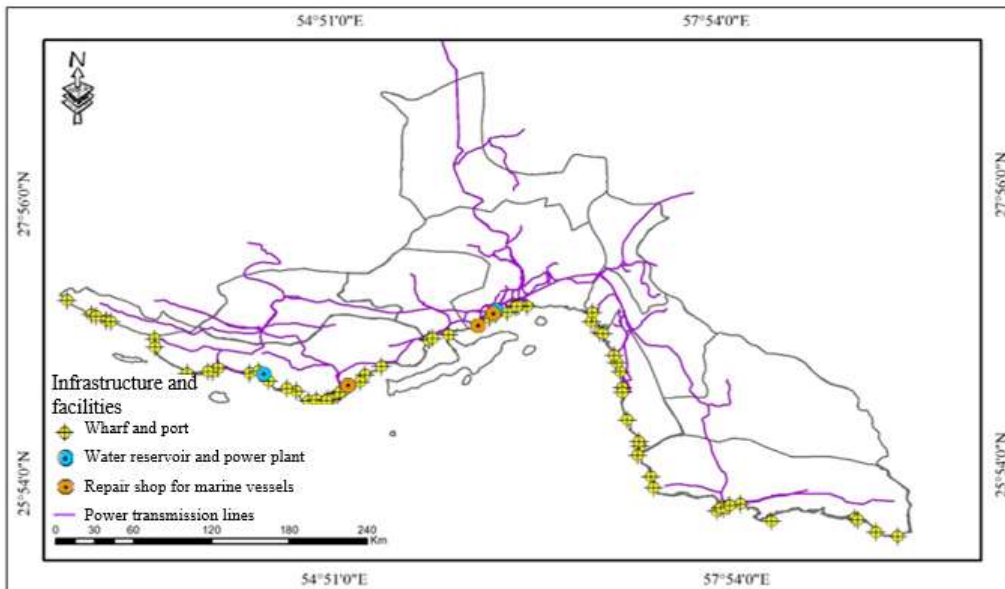 54°51'0"E 57°54'0"E
N
27°56'0"N 27°56'0"N
25°54'0"N 25°54'0"N
Infrastructure and
facilities
Wharf and port
Water reservoir and power plant
Repair shop for marine vessels
Power transmission lines
0 30 60 120 180 240
Km
54°51'0"E 57°54'0"E